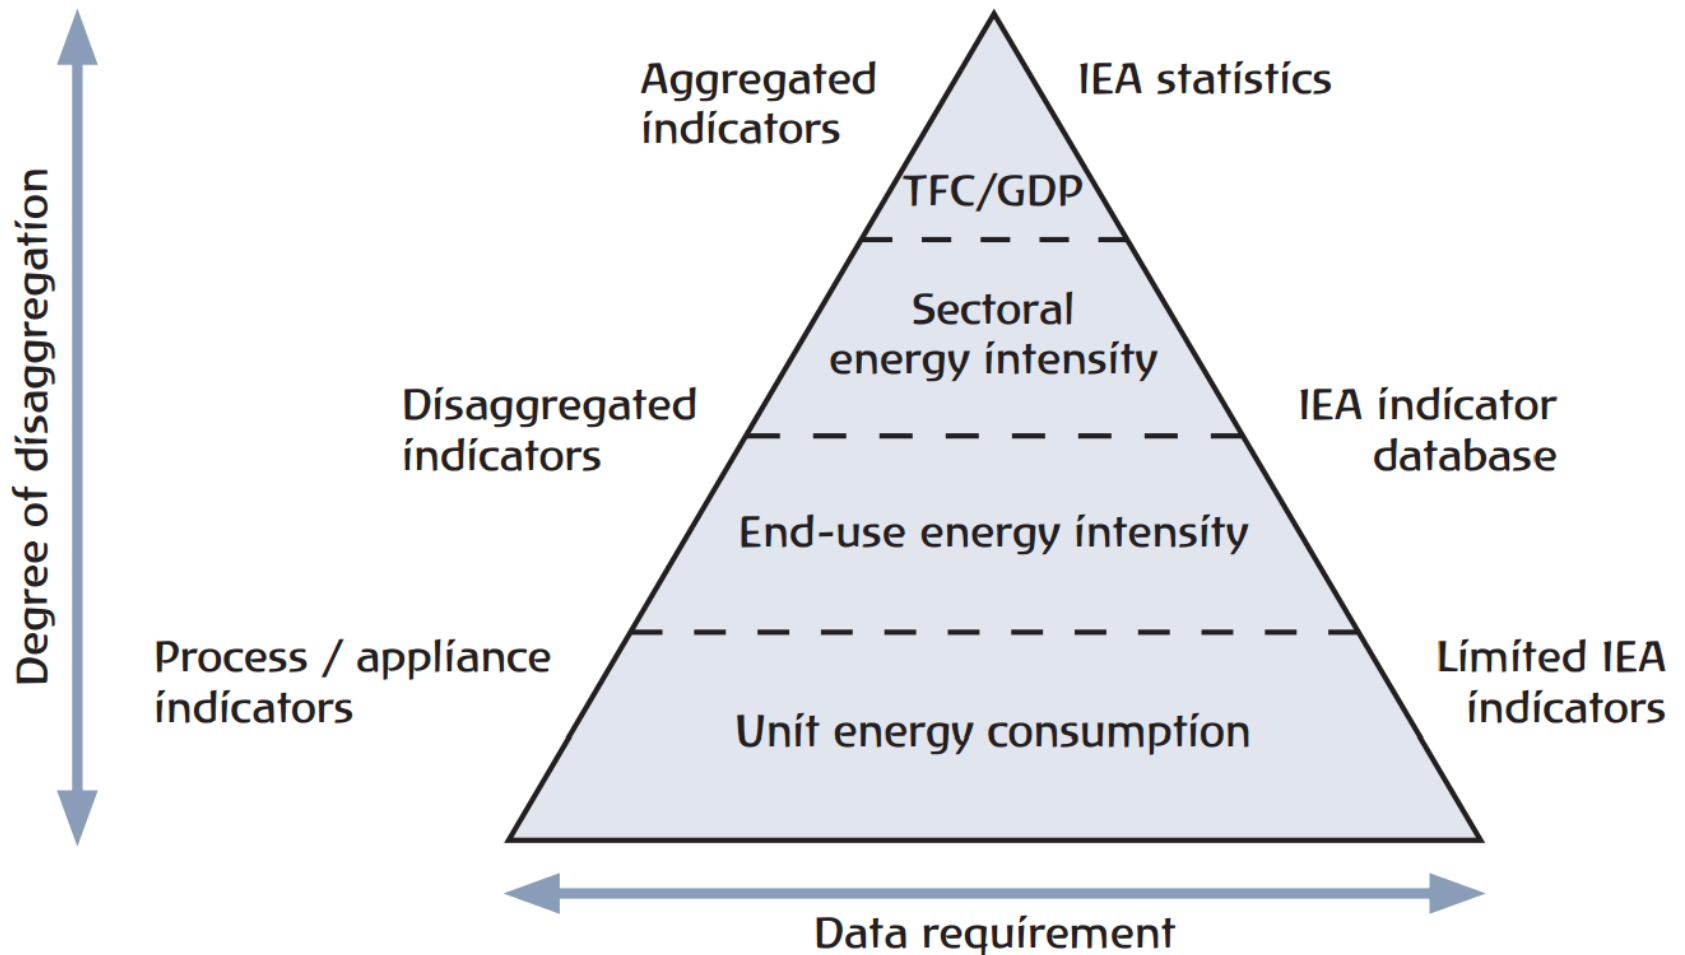 Aggregated
indicators
IEA statistics
TFC/GDP
Sectoral
energy intensity
Disaggregated
indicators
IEA indicator
database
End-use energy intensity
Process / appliance
indicators
Limited IEA
indicators
Unit energy consumption
Degree of disaggregation
Data requirement